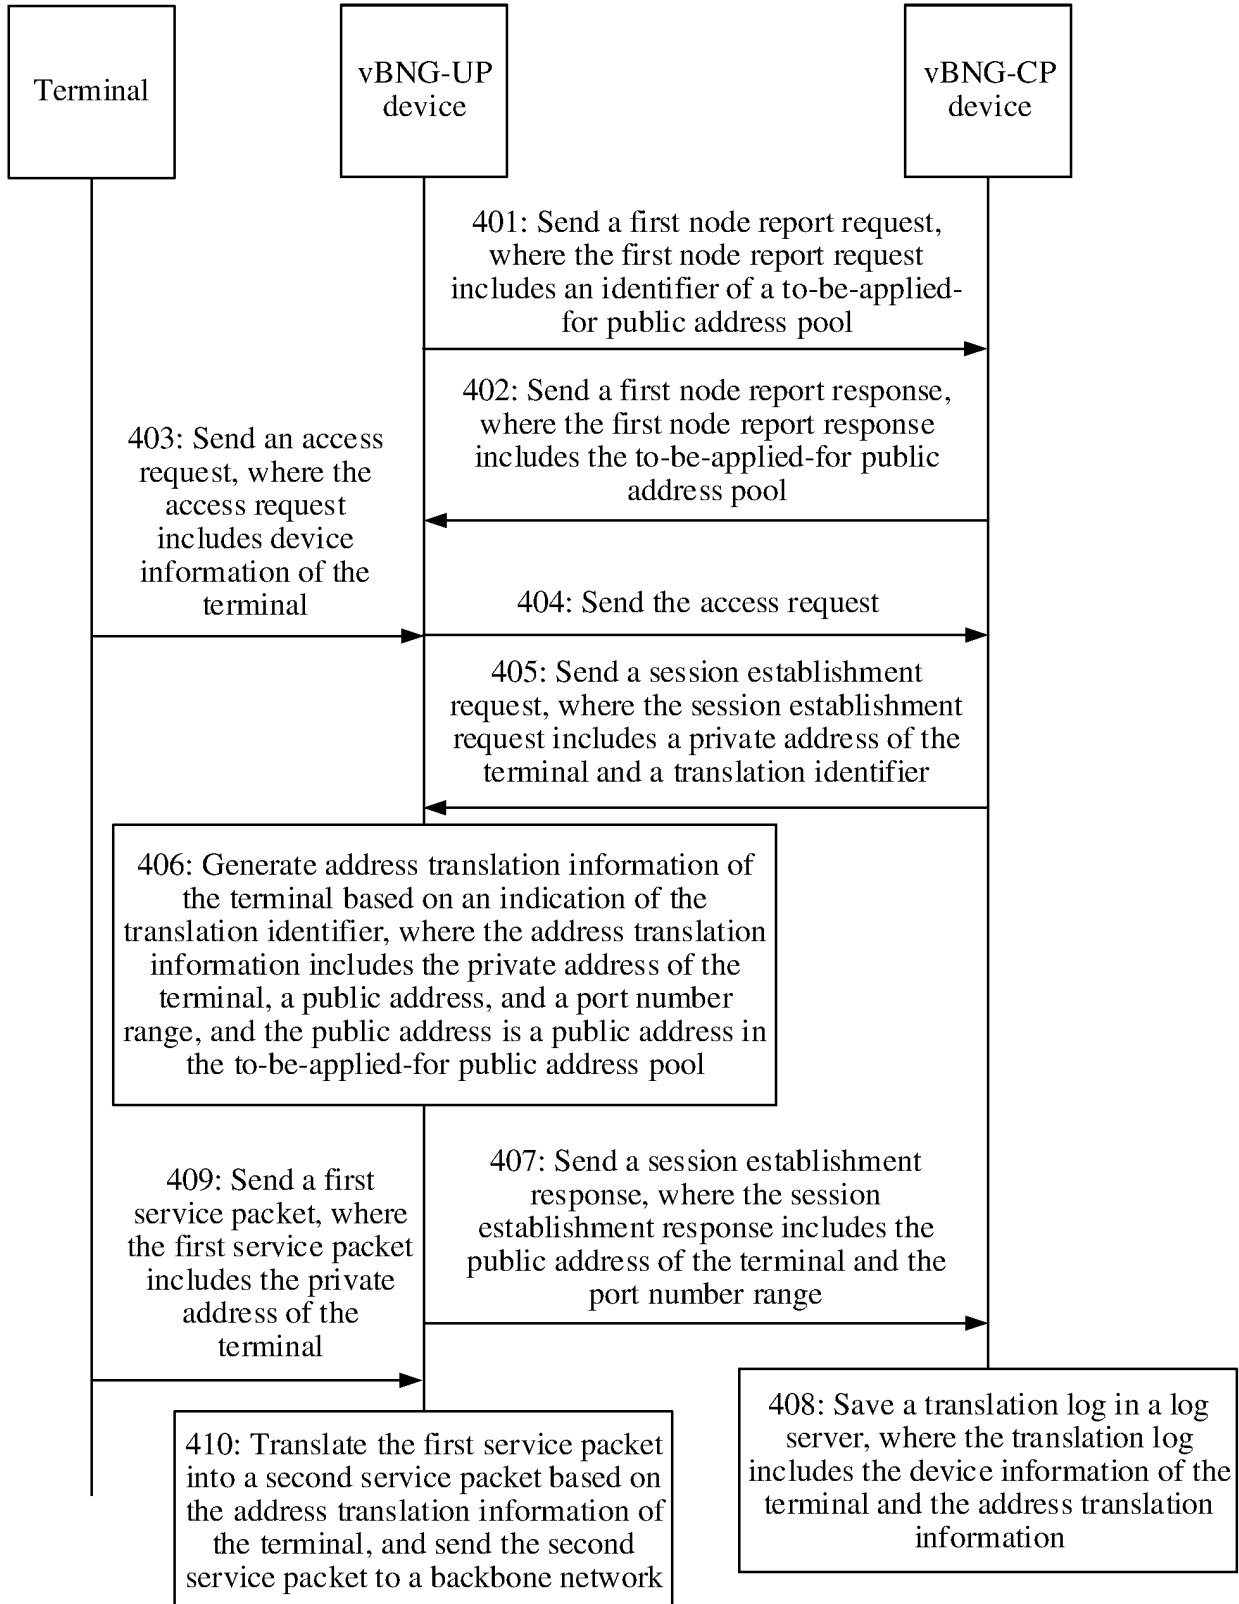 Terminal
vBNG-UP
device
vBNG-CP
device
401: Send a first node report request,
where the first node report request
includes an identifier of a to-be-applied-
for public address pool
402: Send a first node report response,
where the first node report response
includes the to-be-applied-for public
address pool
403: Send an access
request, where the
access request
includes device
information of the
terminal
404: Send the access request
405: Send a session establishment
request, where the session establishment
request includes a private address of the
terminal and a translation identifier
406: Generate address translation information of
the terminal based on an indication of the
translation identifier, where the address translation
information includes the private address of the
terminal, a public address, and a port number
range, and the public address is a public address in
the to-be-applied-for public address pool
407: Send a session establishment
response, where the session
establishment response includes the
public address of the terminal and the
port number range
409: Send a first
service packet, where
the first service packet
includes the private
address of the
terminal
408: Save a translation log in a log
server, where the translation log
includes the device information of the
terminal and the address translation
information
410: Translate the first service packet
into a second service packet based on
the address translation information of
the terminal, and send the second
service packet to a backbone network